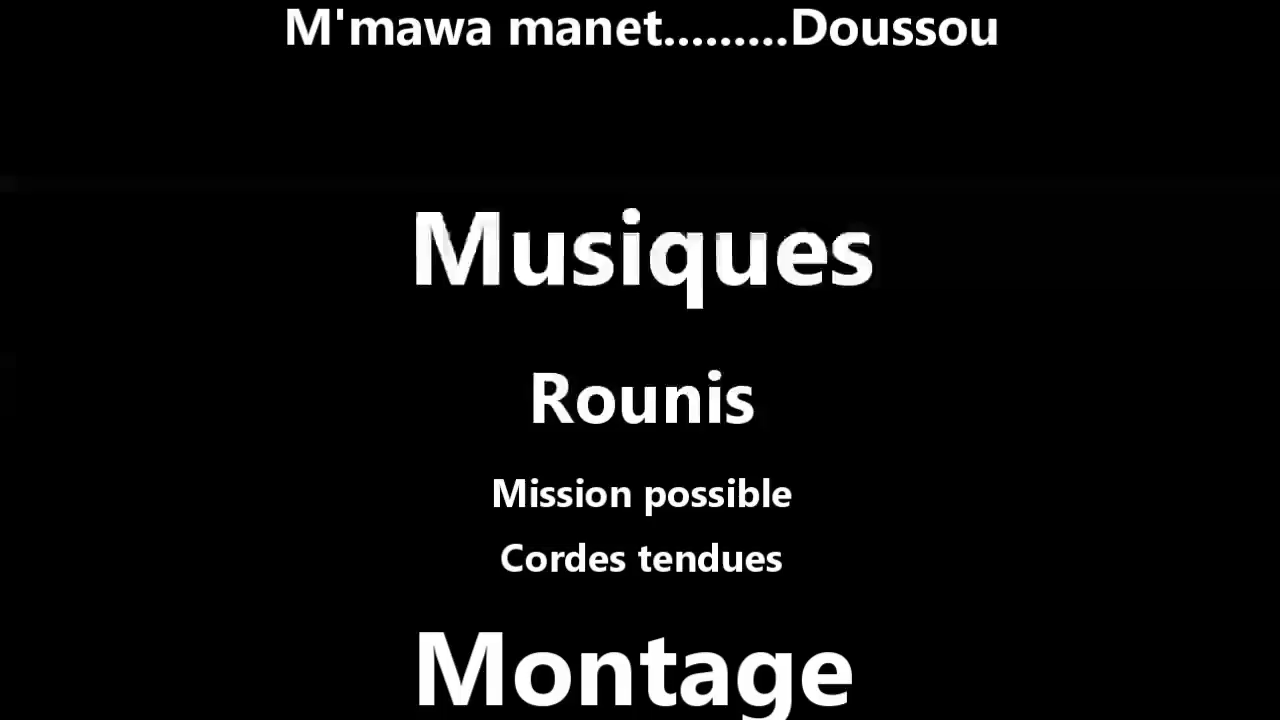 M'mawa manet.........Doussou
Musiques
Rounis
Mission possible
Cordes tendues
Montage